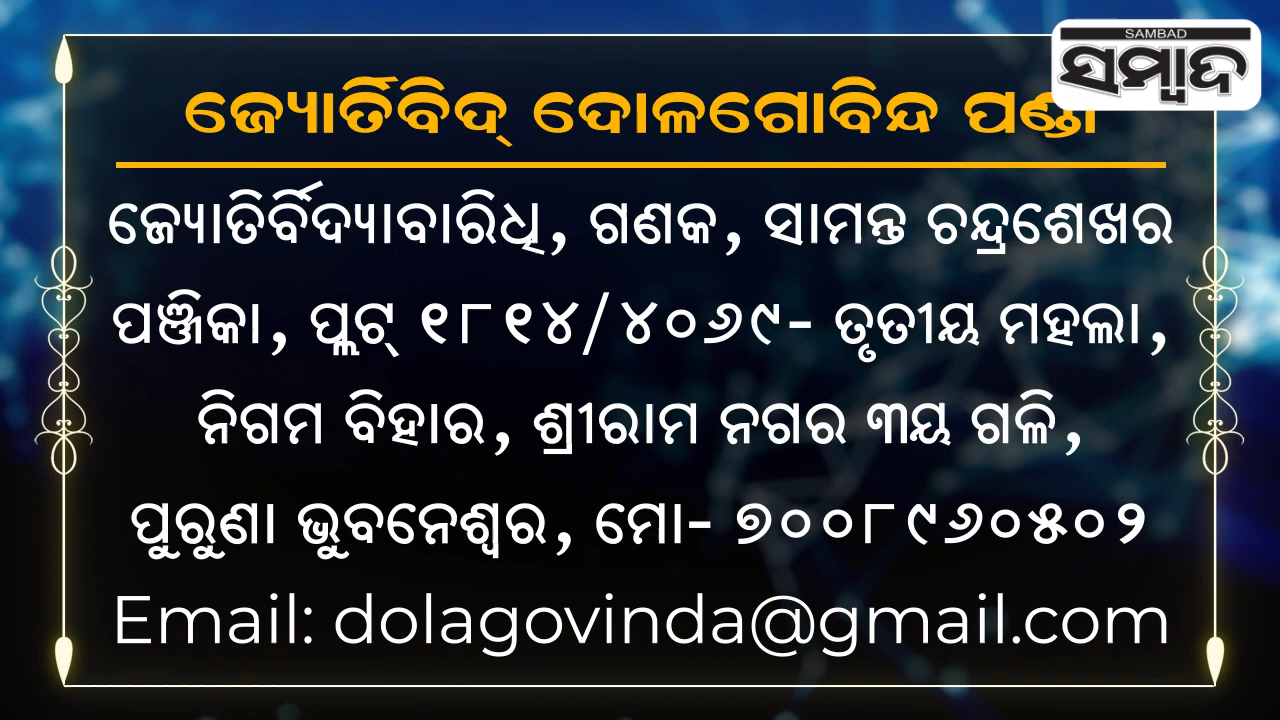 SAMBAD
ସମ୍ବାଦ
ଜ୍ୟୋର୍ତିବିଦ୍ ଦୋଳଗୋବିନ୍ଦ ପଣ୍ଡା
ଜ୍ୟୋତିର୍ବିଦ୍ୟାବାରିଧି, ଗଣକ, ସାମନ୍ତ ଚନ୍ଦ୍ରଶେଖର
ପଞ୍ଜିକା, ପ୍ଲଟ୍ ୧୮୧୪/୪୦୬୯- ତୃତୀୟ ମହଲା,
ନିଗମ ବିହାର, ଶ୍ରୀରାମ ନଗର ୩ୟ ଗଳି,
ପୁରୁଣା ଭୁବନେଶ୍ୱର, ମୋ- ୭୦୦୮୯୬୦୫୦୨
Email: dolagovinda@gmail.com